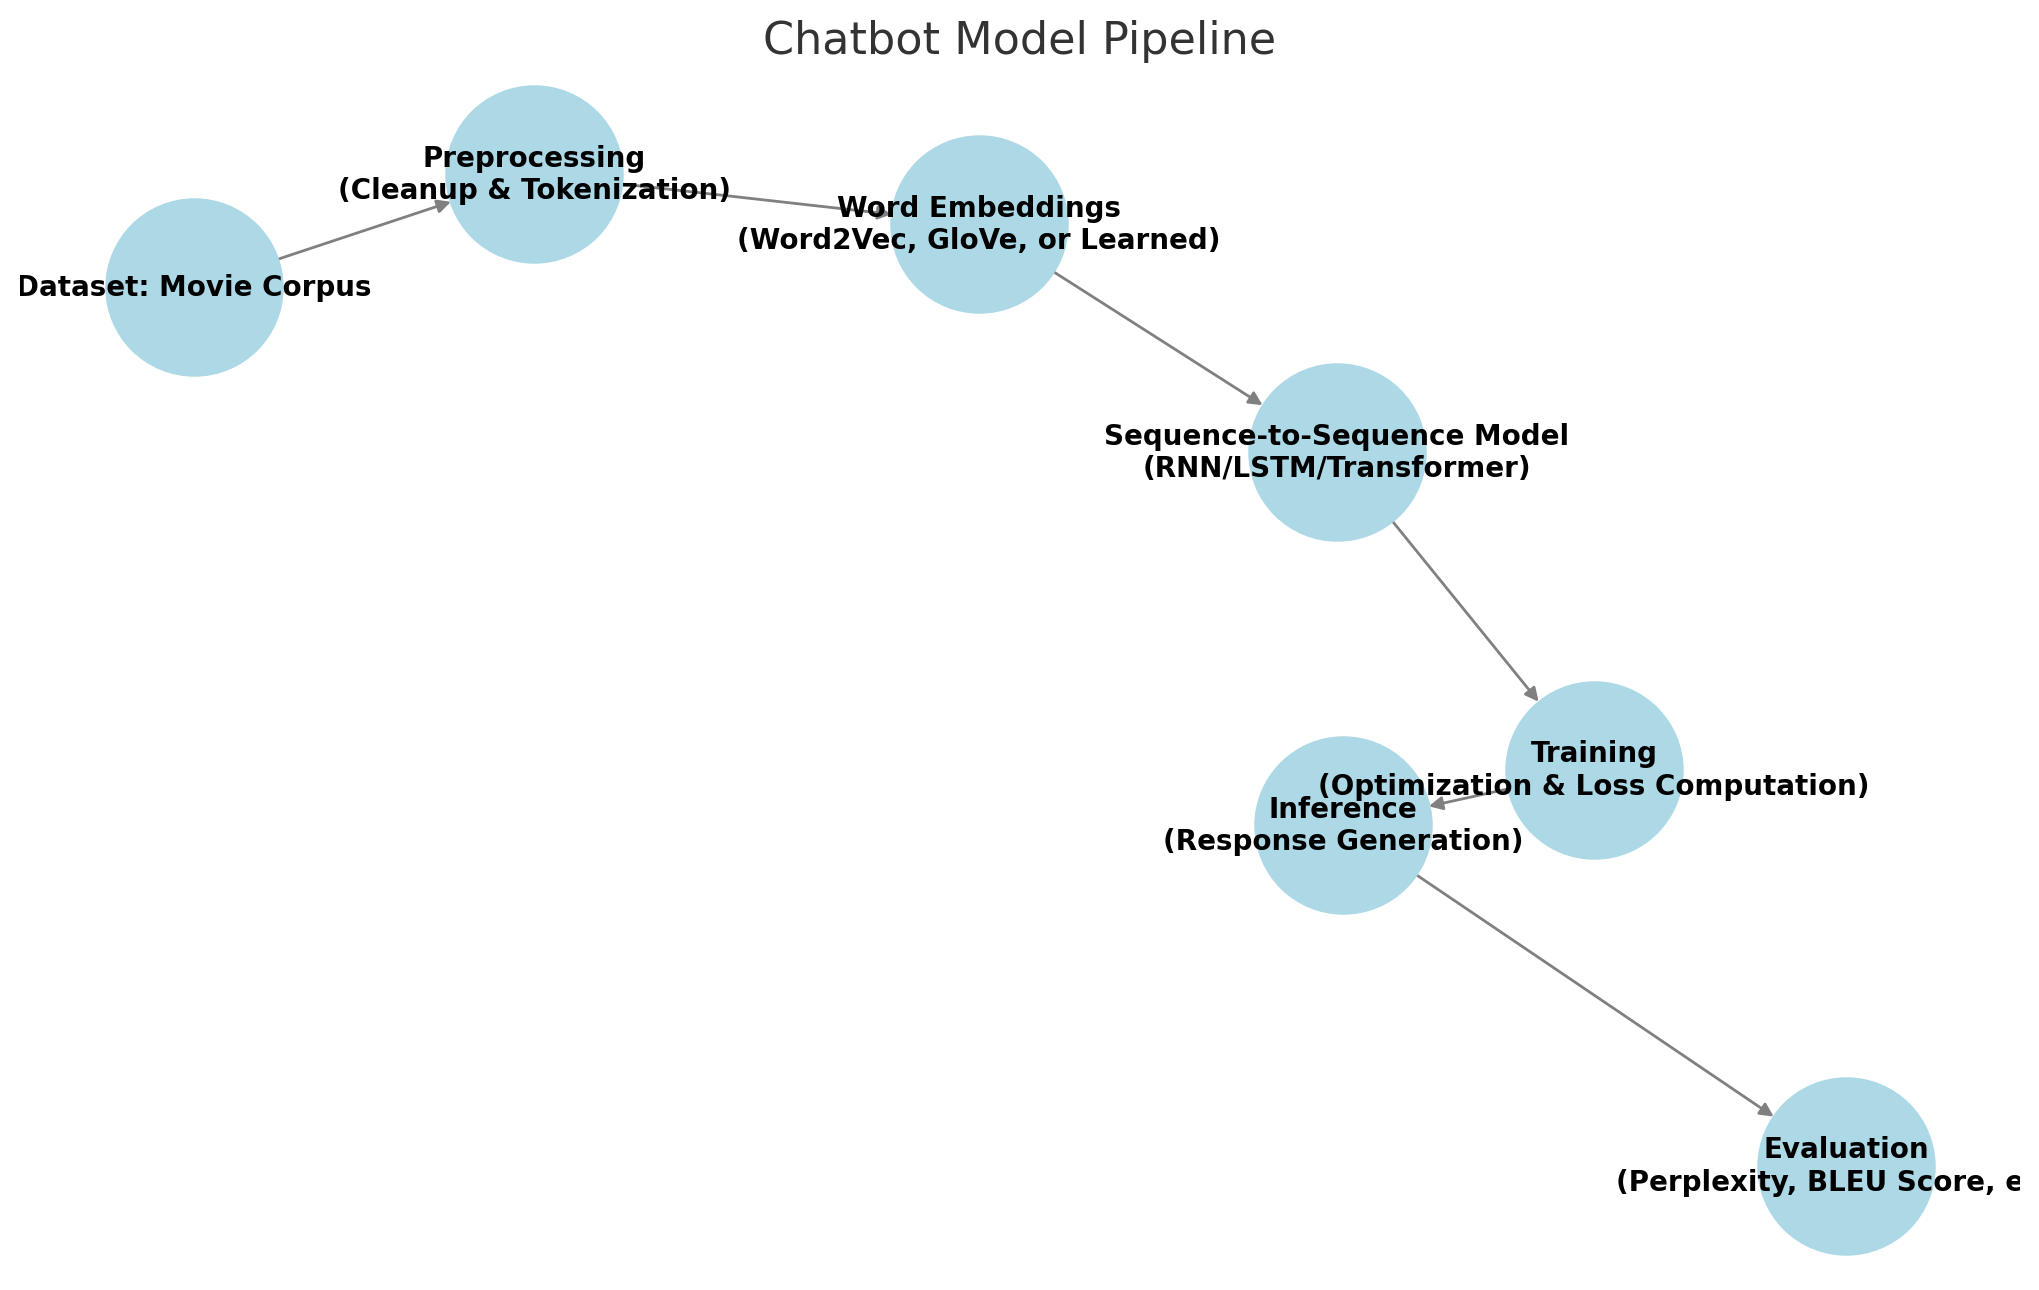 Chatbot Model Pipeline
Preprocessing
(Cleanup & Tokenization)
Word Embeddings
(Word2Vec, GloVe, or Learned)
Dataset: Movie Corpus
Sequence-to-Sequence Model
(RNN/LSTM/Transformer)
Training
(Optimization & Loss Computation)
Inference
(Response Generation)
Evaluation
(Perplexity, BLEU Score, e